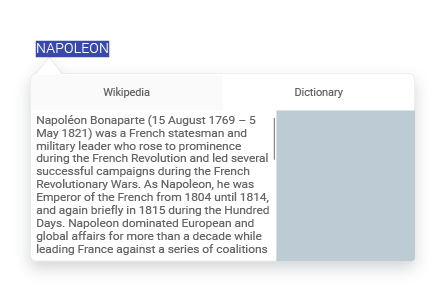 NAPOLEON
Wikipedia
Dictionary
Napoléon Bonaparte (15 August 1769 – 5
May 1821) was a French statesman and
military leader who rose to prominence
during the French Revolution and led several
successful campaigns during the French
Revolutionary Wars. As Napoleon, he was
Emperor of the French from 1804 until 1814,
and again briefly in 1815 during the Hundred
Days. Napoleon dominated European and
global affairs for more than a decade while
leading France against a series of coalitions